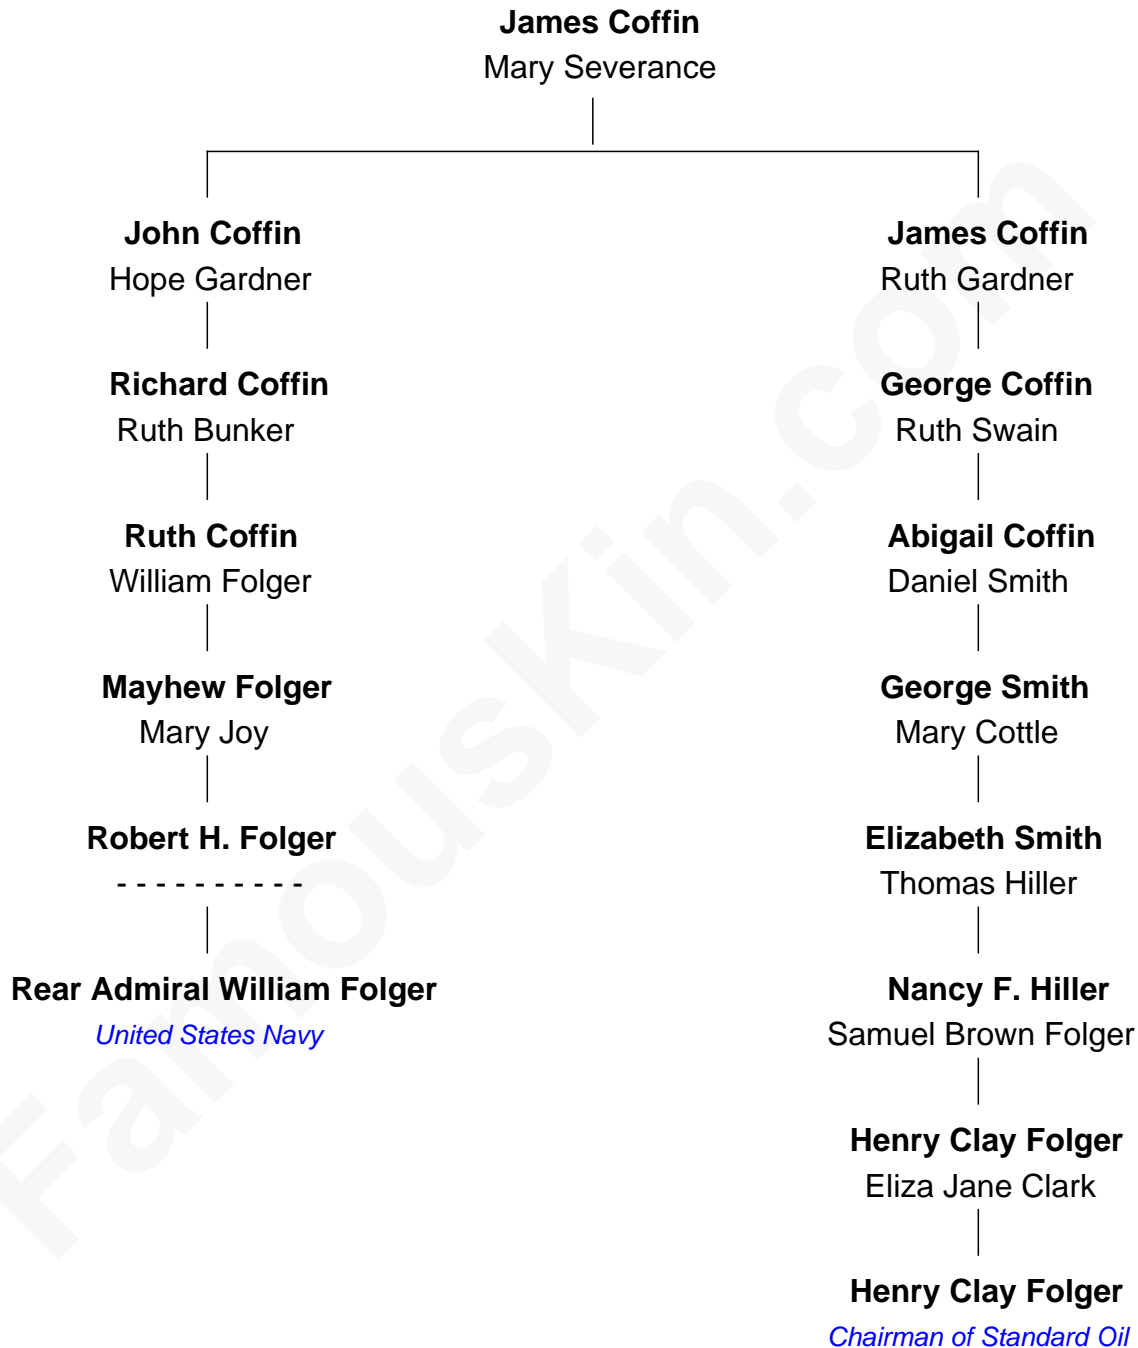 James Coffin
Mary Severance
John Coffin
Hope Gardner
Richard Coffin
Ruth Bunker
Ruth Coffin
William Folger
Mayhew Folger
Mary Joy
Robert H. Folger
- - - - - - - - - -
Rear Admiral William Folger
United States Navy
James Coffin
Ruth Gardner
George Coffin
Ruth Swain
Abigail Coffin
Daniel Smith
George Smith
Mary Cottle
Elizabeth Smith
Thomas Hiller
Nancy F. Hiller
Samuel Brown Folger
Henry Clay Folger
Eliza Jane Clark
Henry Clay Folger
Chairman of Standard Oil
FamousKin.com